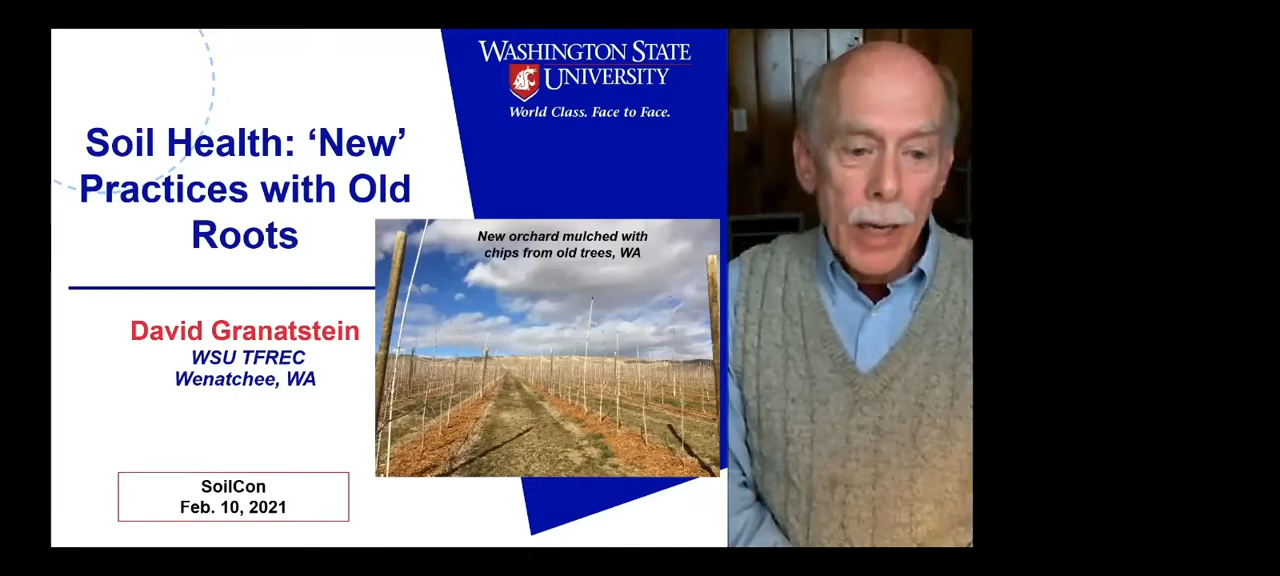 WASHINGTON STATE
UNIVERSITY
World Class. Face to Face.
Soil Health: ‘New’
Practices with Old
Roots
New orchard mulched with
chips from old trees, WA
David Granatstein
WSU TFREC
Wenatchee, WA
SoilCon
Feb. 10, 2021